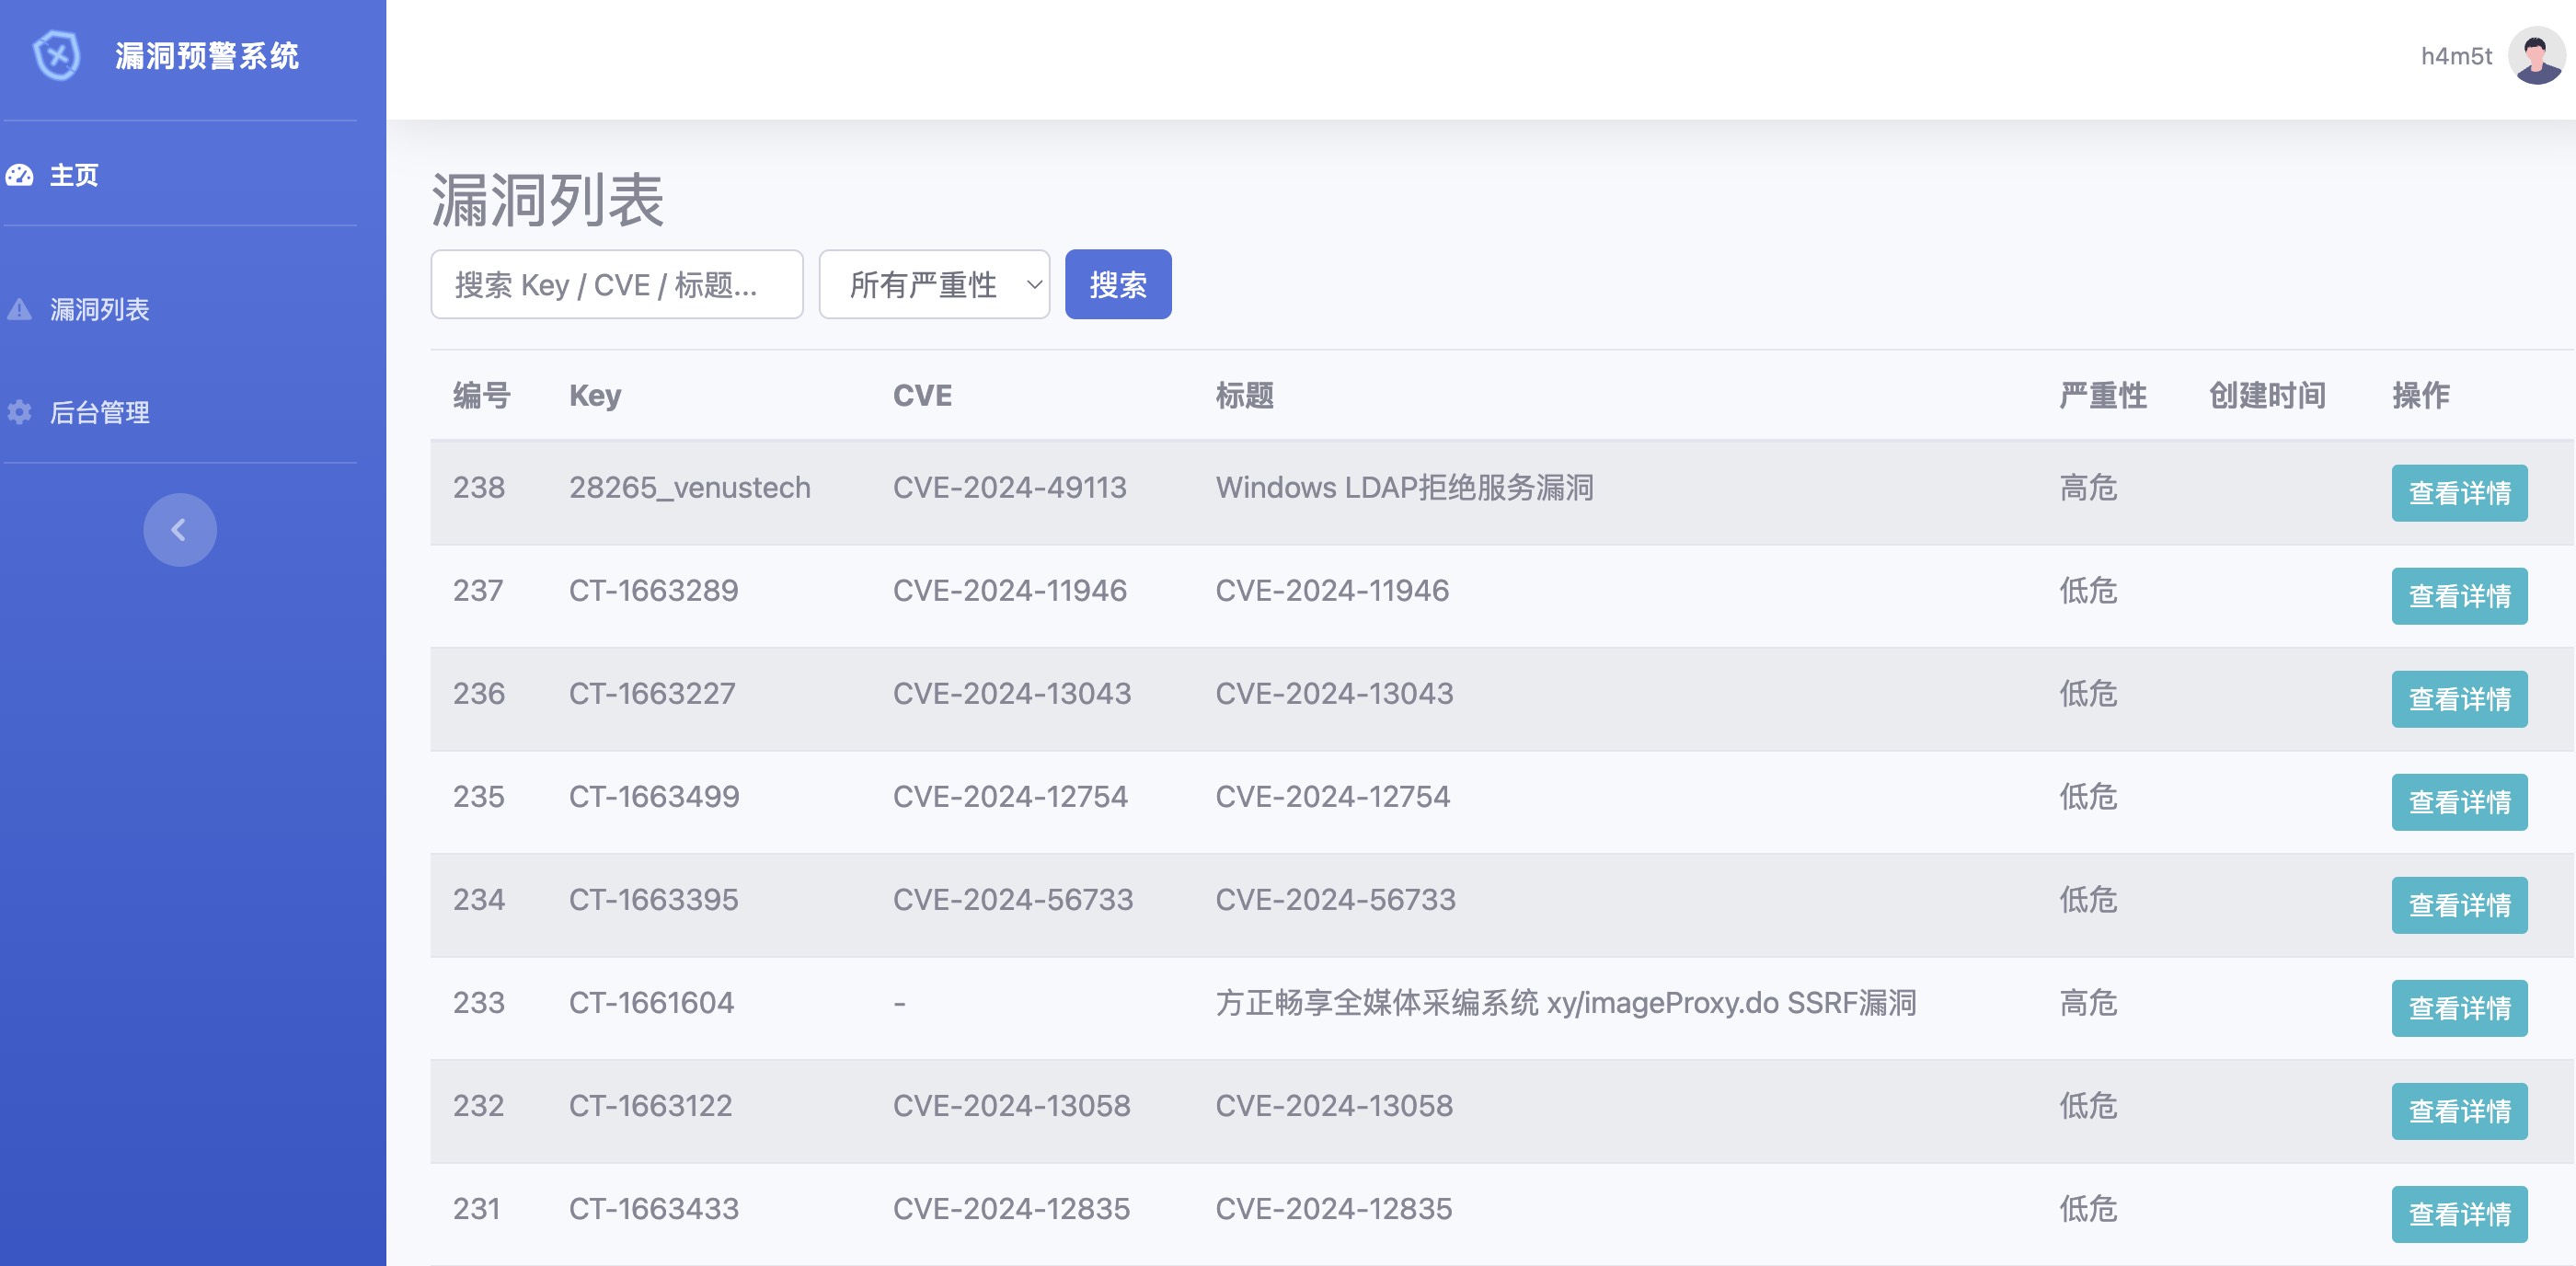 漏洞预警系统
h4m5t
主页
漏洞列表
后台管理
漏洞列表
搜索 Key / CVE / 标题... 所有严重性 搜索
编号 Key CVE 标题 严重性 创建时间 操作
238 28265_venustech CVE-2024-49113 Windows LDAP拒绝服务漏洞 高危 查看详情
237 CT-1663289 CVE-2024-11946 CVE-2024-11946 低危 查看详情
236 CT-1663227 CVE-2024-13043 CVE-2024-13043 低危 查看详情
235 CT-1663499 CVE-2024-12754 CVE-2024-12754 低危 查看详情
234 CT-1663395 CVE-2024-56733 CVE-2024-56733 低危 查看详情
233 CT-1661604 - 方正畅享全媒体采编系统 xy/imageProxy.do SSRF漏洞 高危 查看详情
232 CT-1663122 CVE-2024-13058 CVE-2024-13058 低危 查看详情
231 CT-1663433 CVE-2024-12835 CVE-2024-12835 低危 查看详情